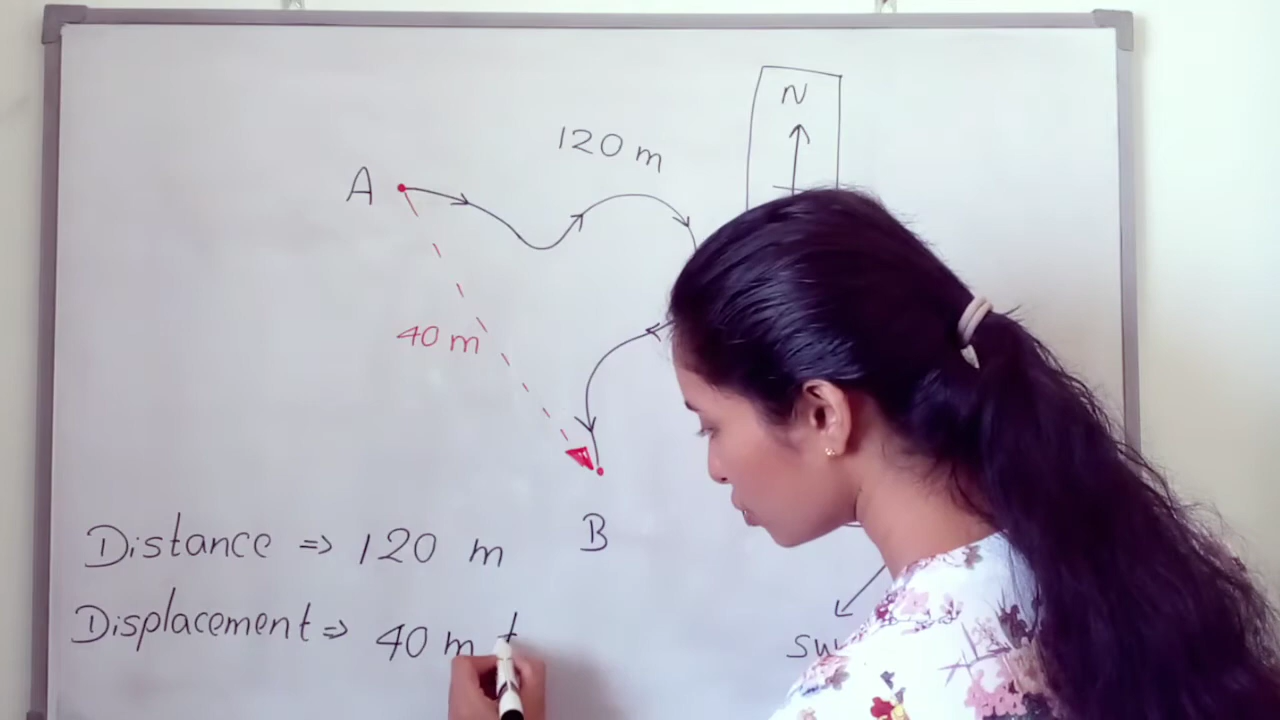 N
120 m
A
40 m
B
Distance ⇒ 120 m
Displacement ⇒ 40 m t
SW